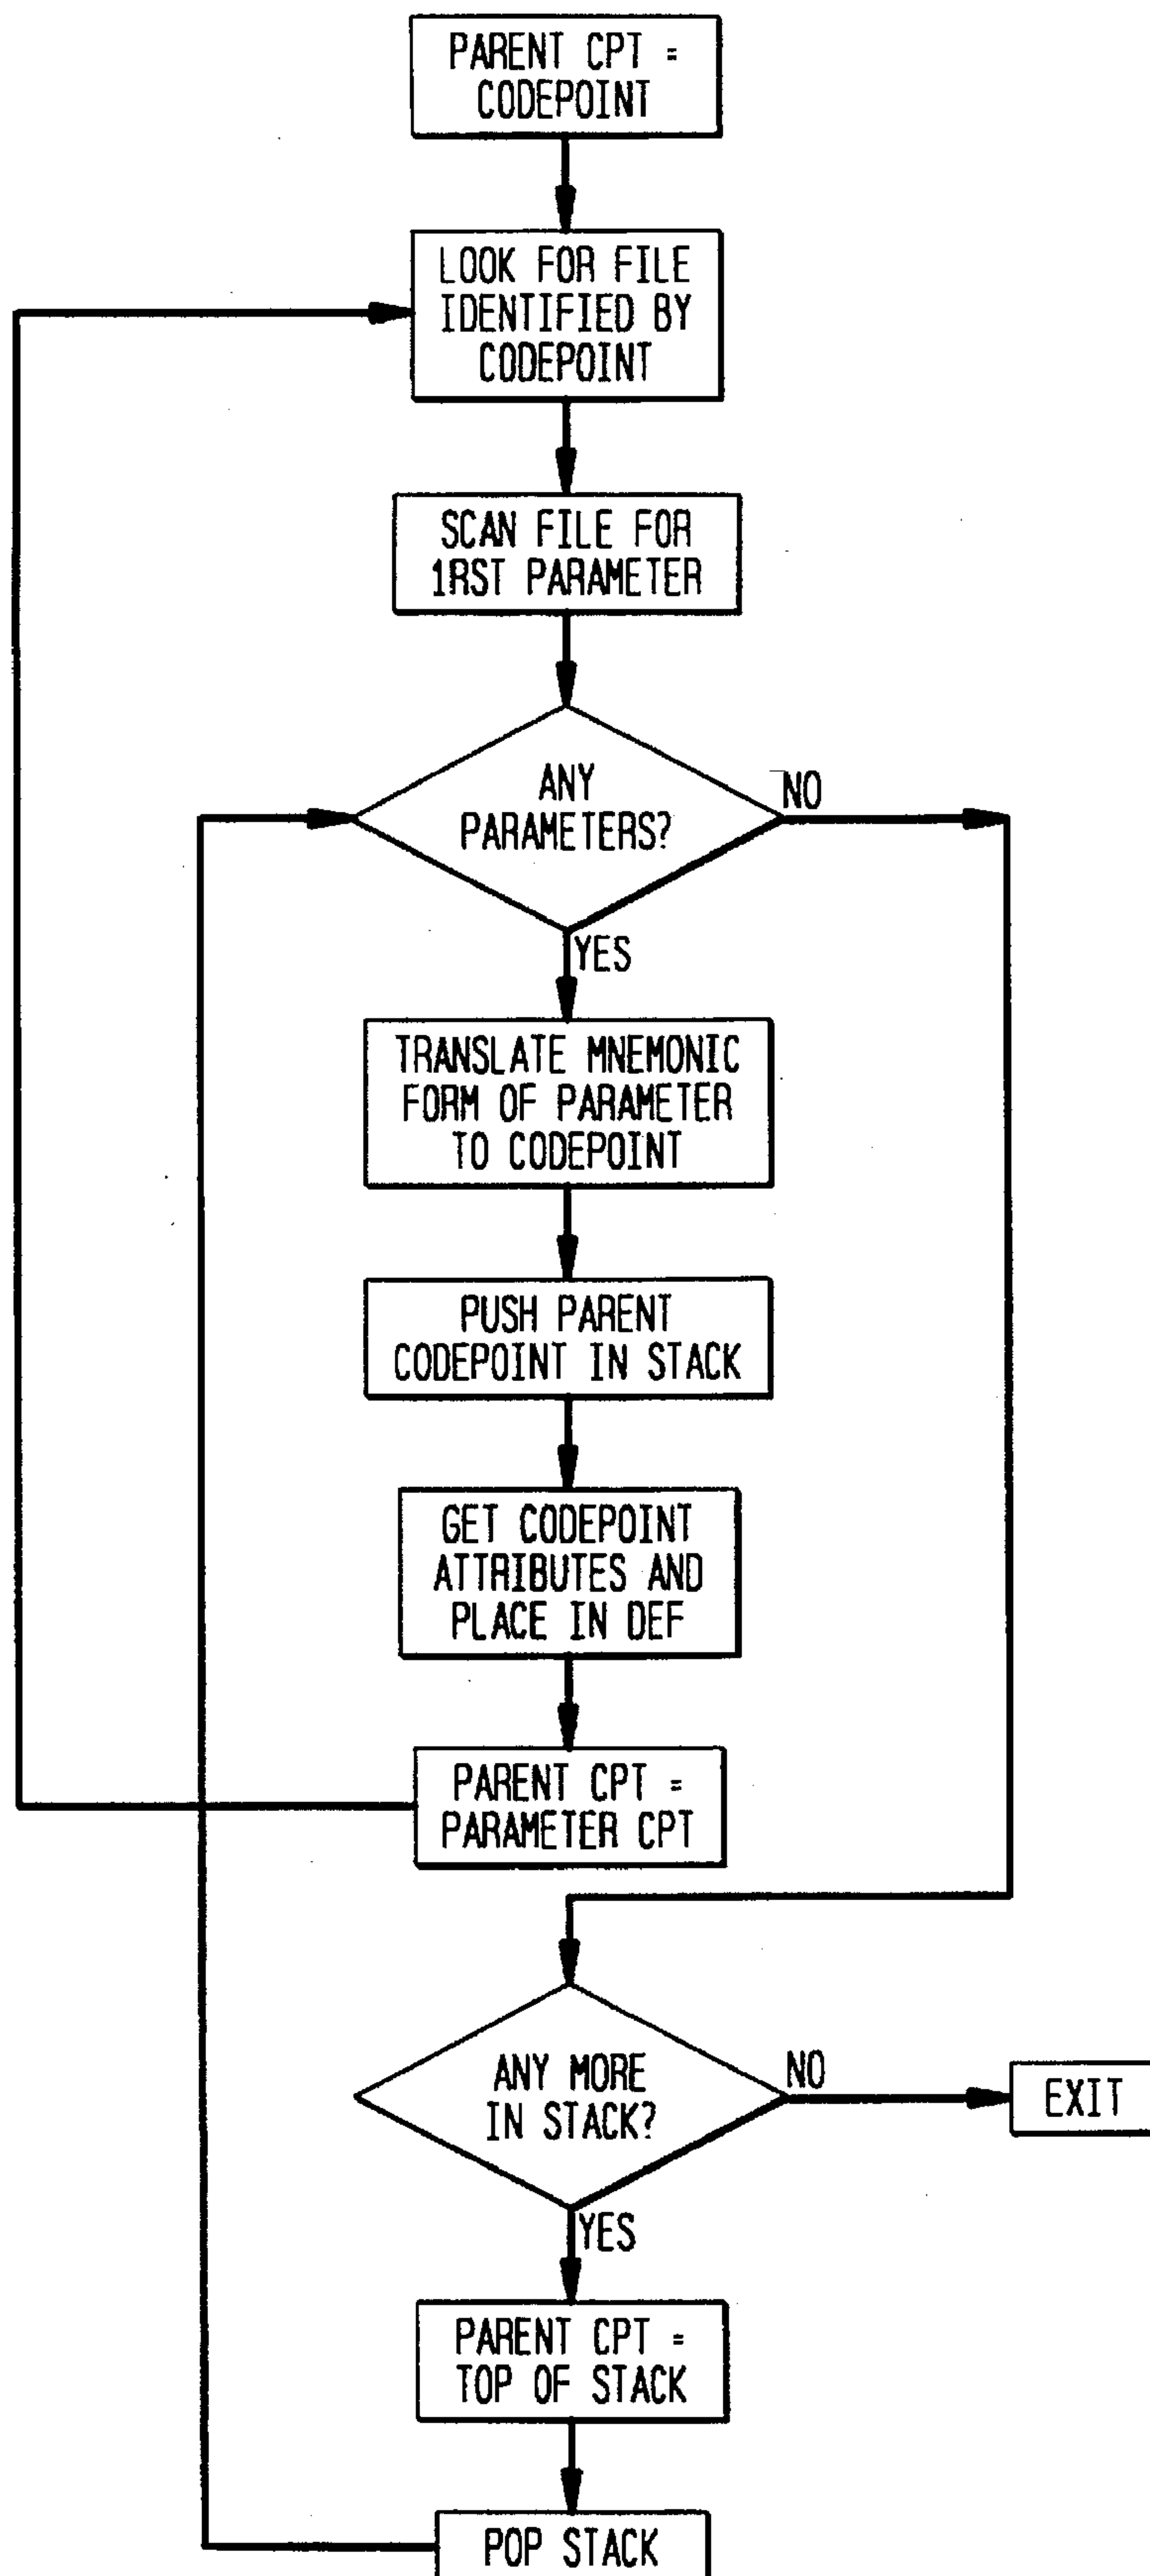 PARENT CPT =
CODEPOINT
LOOK FOR FILE
IDENTIFIED BY
CODEPOINT
SCAN FILE FOR
1RST PARAMETER
ANY
PARAMETERS?
NO
YES
TRANSLATE MNEMONIC
FORM OF PARAMETER
TO CODEPOINT
PUSH PARENT
CODEPOINT IN STACK
GET CODEPOINT
ATTRIBUTES AND
PLACE IN DEF
PARENT CPT =
PARAMETER CPT
ANY MORE
IN STACK?
NO
EXIT
YES
PARENT CPT =
TOP OF STACK
POP STACK